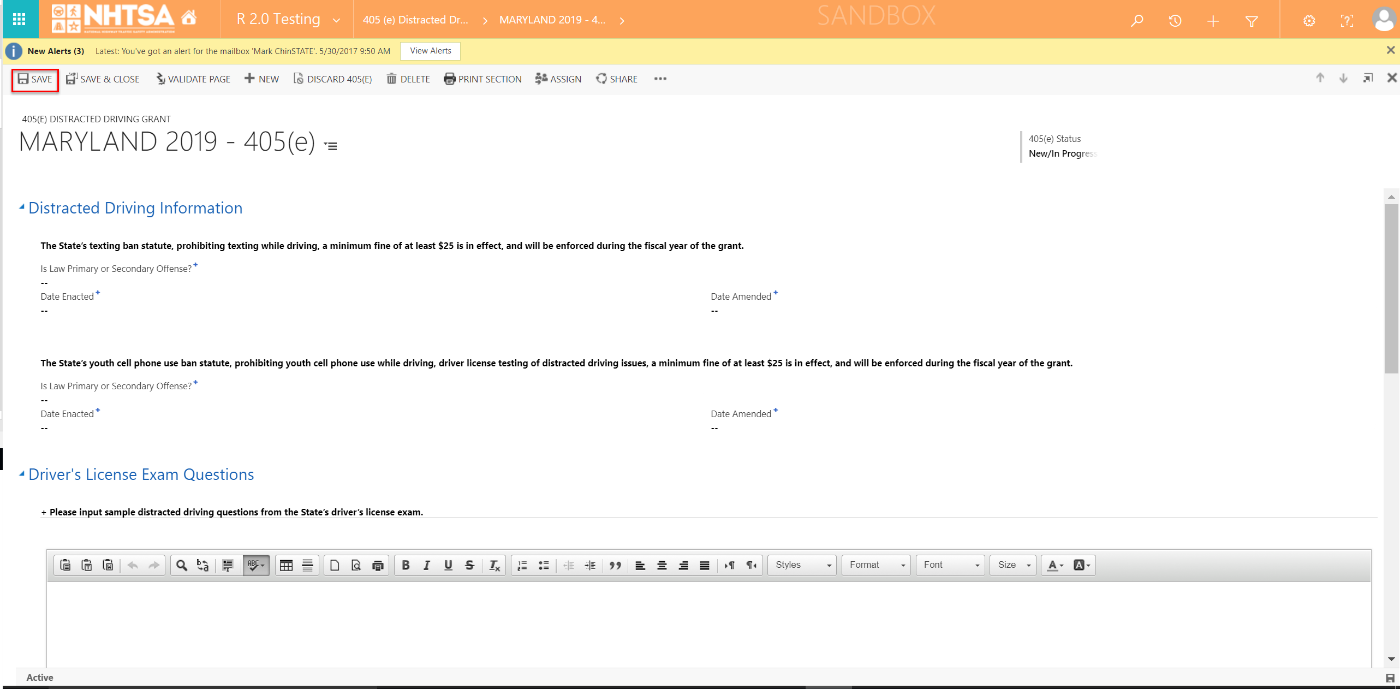 NHTSA
R 2.0 Testing
405 (e) Distracted Dr...
MARYLAND 2019 - 4...
SANDBOX
New Alerts (3) Latest: You've got an alert for the mailbox 'Mark ChinSTATE'. 5/30/2017 9:50 AM View Alerts
SAVE SAVE & CLOSE VALIDATE PAGE NEW DISCARD 405(E) DELETE PRINT SECTION ASSIGN SHARE •••
405(E) DISTRACTED DRIVING GRANT
MARYLAND 2019 - 405(e)
405(e) Status
New/In Progress
Distracted Driving Information
The State's texting ban statute, prohibiting texting while driving, a minimum fine of at least $25 is in effect, and will be enforced during the fiscal year of the grant.
Is Law Primary or Secondary Offense?+
--
Date Enacted+ Date Amended+
-- --
The State's youth cell phone use ban statute, prohibiting youth cell phone use while driving, driver license testing of distracted driving issues, a minimum fine of at least $25 is in effect, and will be enforced during the fiscal year of the grant.
Is Law Primary or Secondary Offense?+
--
Date Enacted+ Date Amended+
-- --
Driver's License Exam Questions
+ Please input sample distracted driving questions from the State's driver's license exam.
ABC B I U S Tx Styles Format Font Size A A
Active